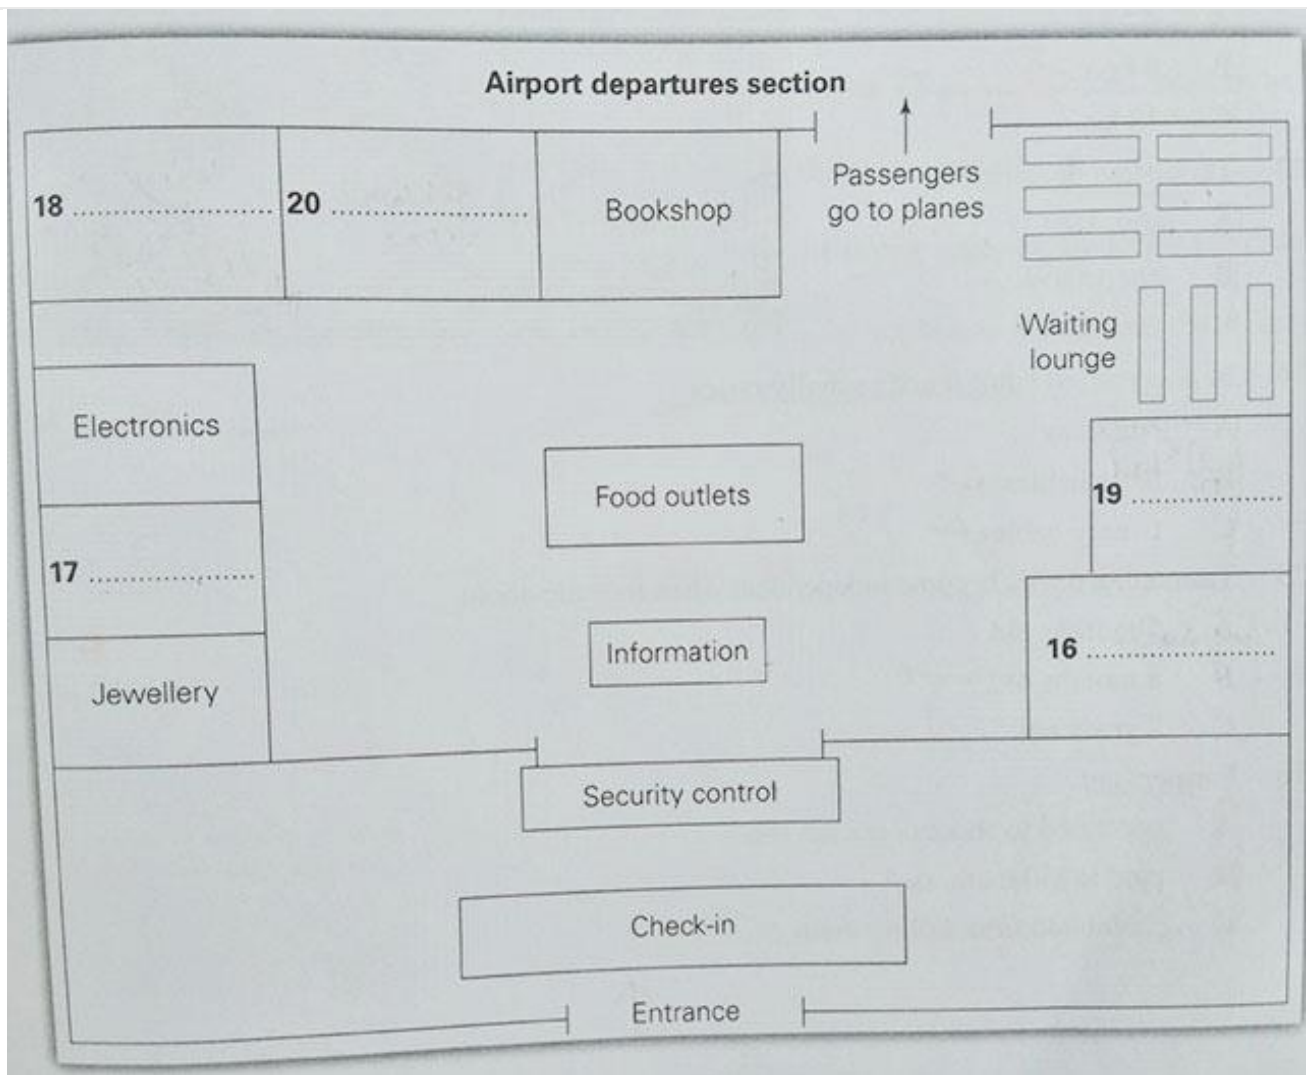 Airport departures section
Passengers
go to planes
18 ........................
20 ........................
Bookshop
Waiting
lounge
Electronics
Food outlets
19 ..................
17 ....................
Information
16 ........................
Jewellery
Security control
Check-in
Entrance